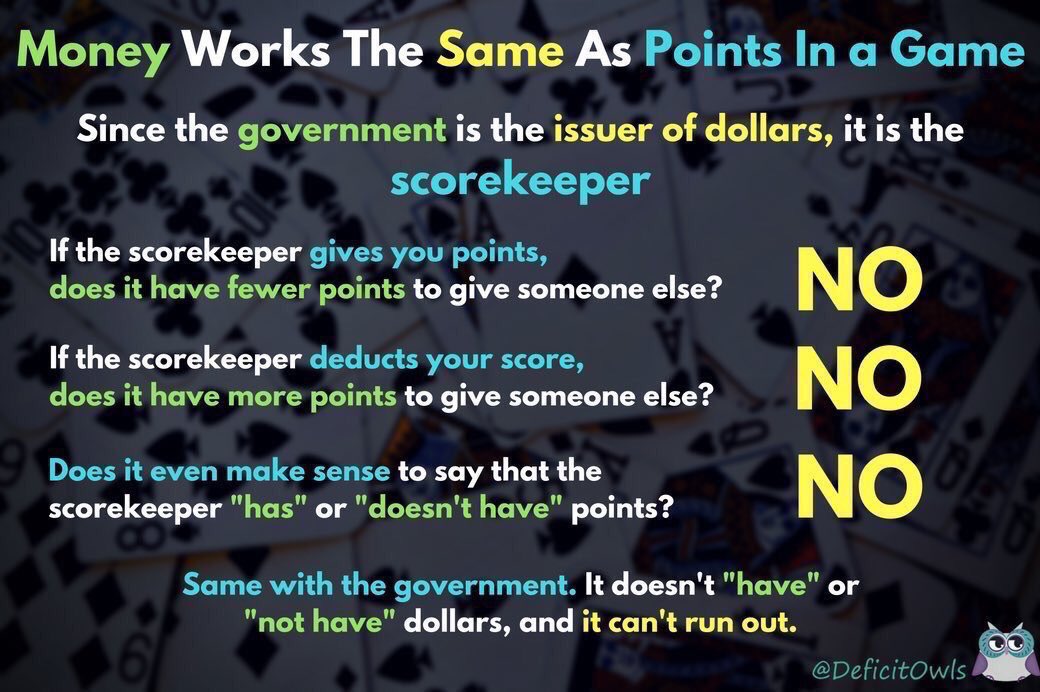 Money Works The Same As Points In a Game
Since the government is the issuer of dollars, it is the
scorekeeper
If the scorekeeper gives you points,
does it have fewer points to give someone else?
NO
If the scorekeeper deducts your score,
does it have more points to give someone else?
NO
Does it even make sense to say that the
scorekeeper "has" or "doesn't have" points?
NO
Same with the government. It doesn't "have" or
"not have" dollars, and it can't run out.
@DeficitOwls